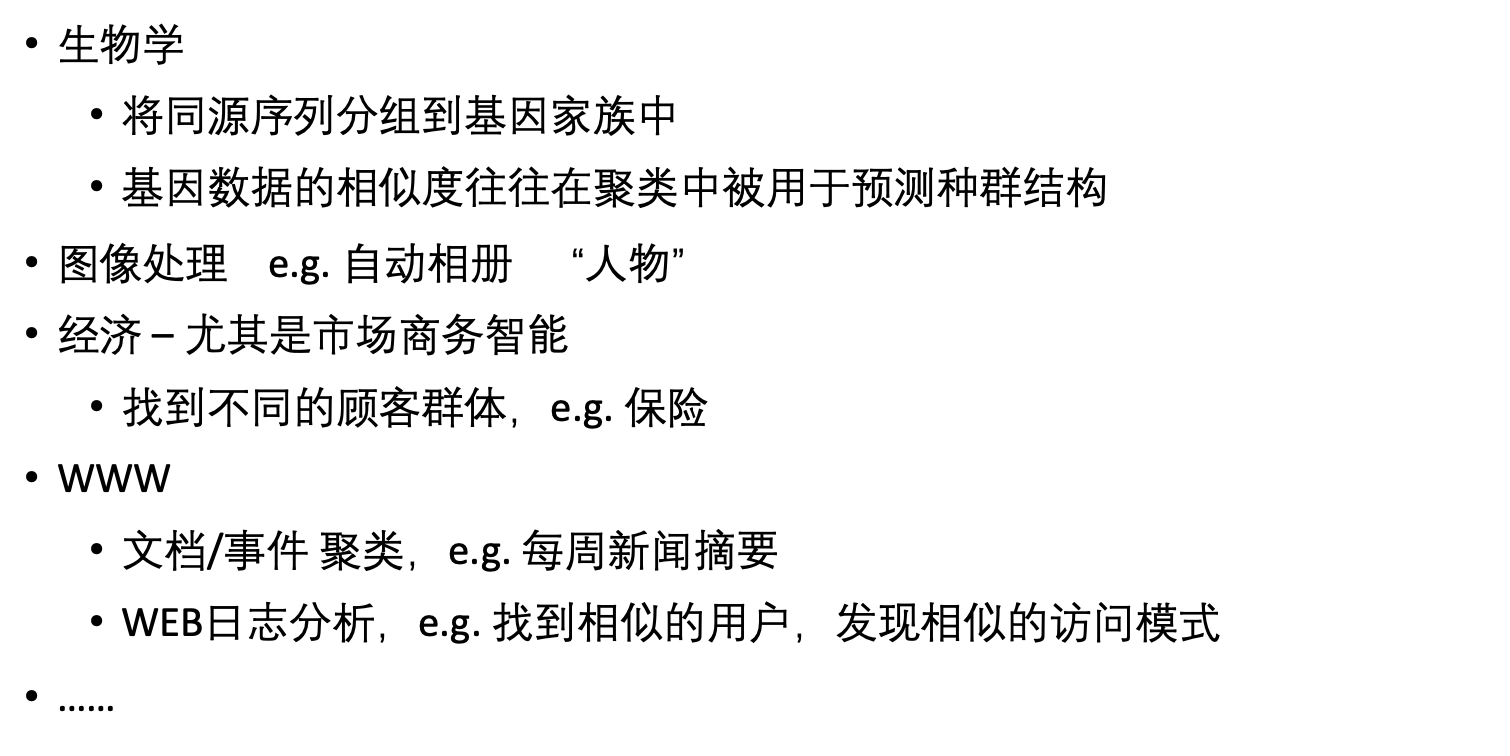 • 生物学
• 将同源序列分组到基因家族中
• 基因数据的相似度往往在聚类中被用于预测种群结构
• 图像处理 e.g. 自动相册 “人物”
• 经济 – 尤其是市场商务智能
• 找到不同的顾客群体，e.g. 保险
• WWW
• 文档/事件 聚类，e.g. 每周新闻摘要
• WEB日志分析，e.g. 找到相似的用户，发现相似的访问模式
• ……